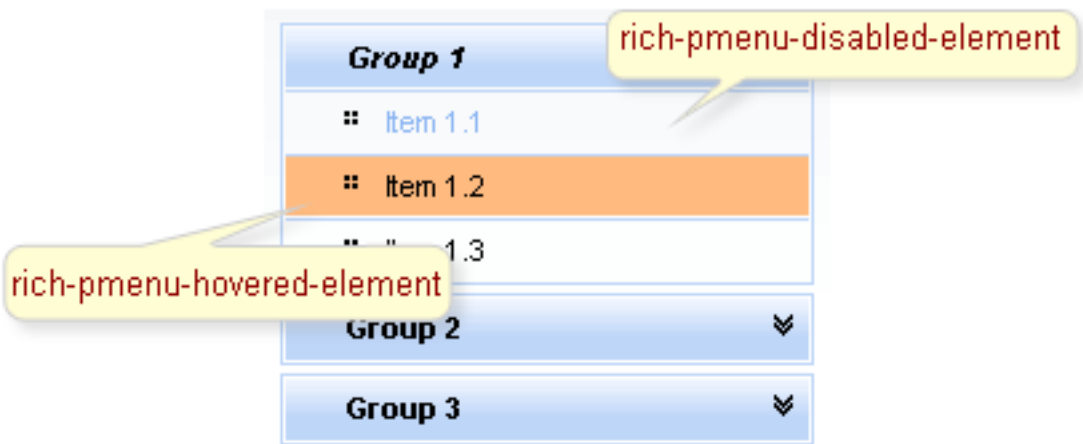 Group 1
rich-pmenu-disabled-element
Item 1.1
Item 1.2
1.3
rich-pmenu-hovered-element
Group 2
Group 3